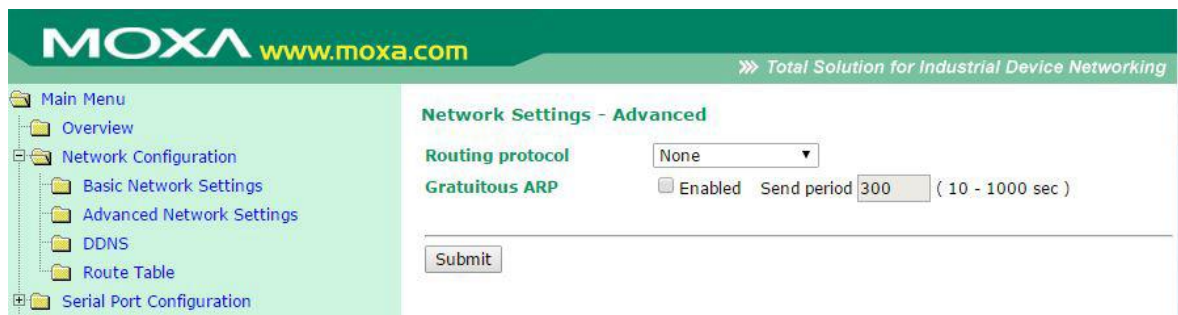 MOXA www.moxa.com
Total Solution for Industrial Device Networking
Main Menu
Overview
Network Configuration
Basic Network Settings
Advanced Network Settings
DDNS
Route Table
Serial Port Configuration
Network Settings - Advanced
Routing protocol None
Gratuitous ARP Enabled Send period 300 ( 10 - 1000 sec )
Submit